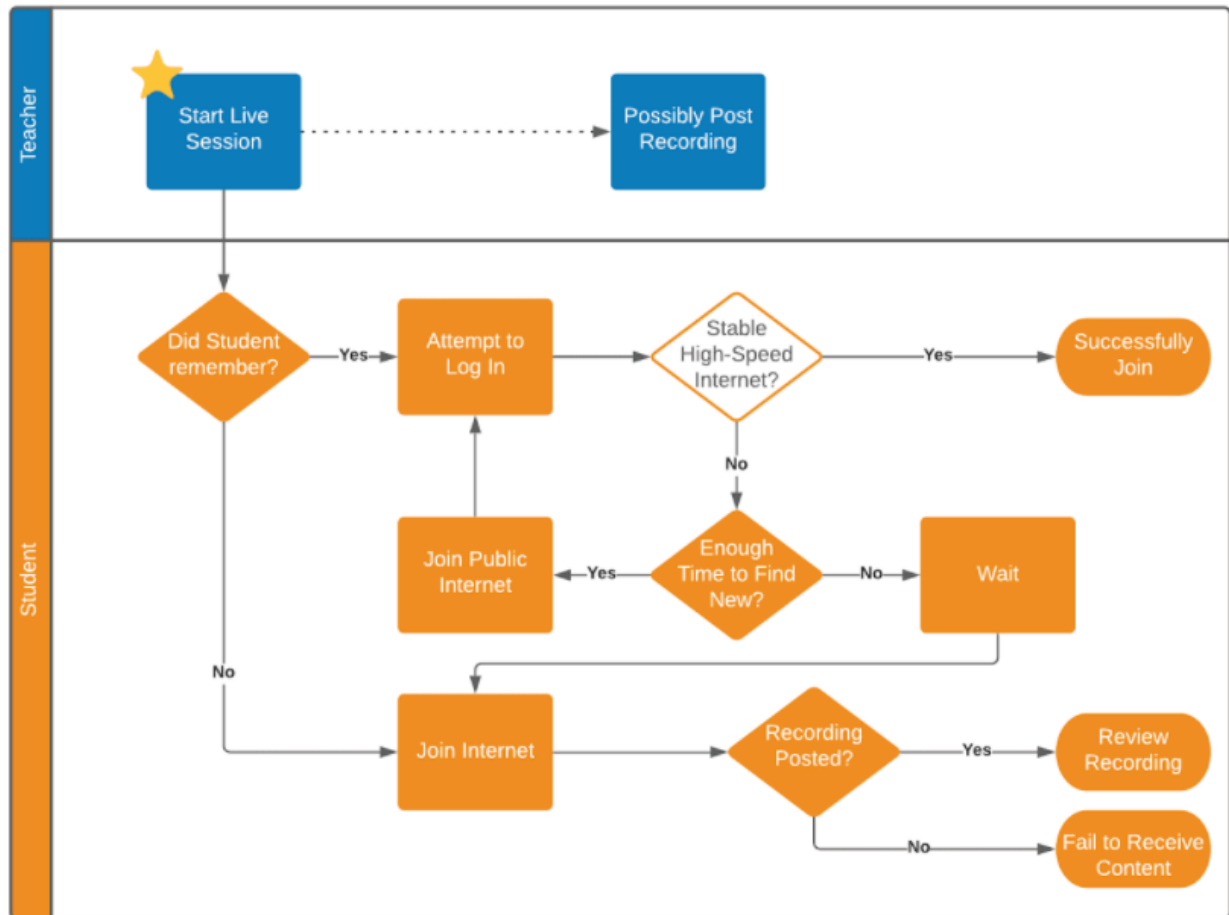 Teacher
Start Live
Session
Possibly Post
Recording
Student
Did Student
remember?
Yes
Attempt to
Log In
Stable
High-Speed
Internet?
Yes
Successfully
Join
No
Join Public
Internet
Yes
Enough
Time to Find
New?
No
Wait
No
Join Internet
Recording
Posted?
Yes
Review
Recording
No
Fail to Receive
Content